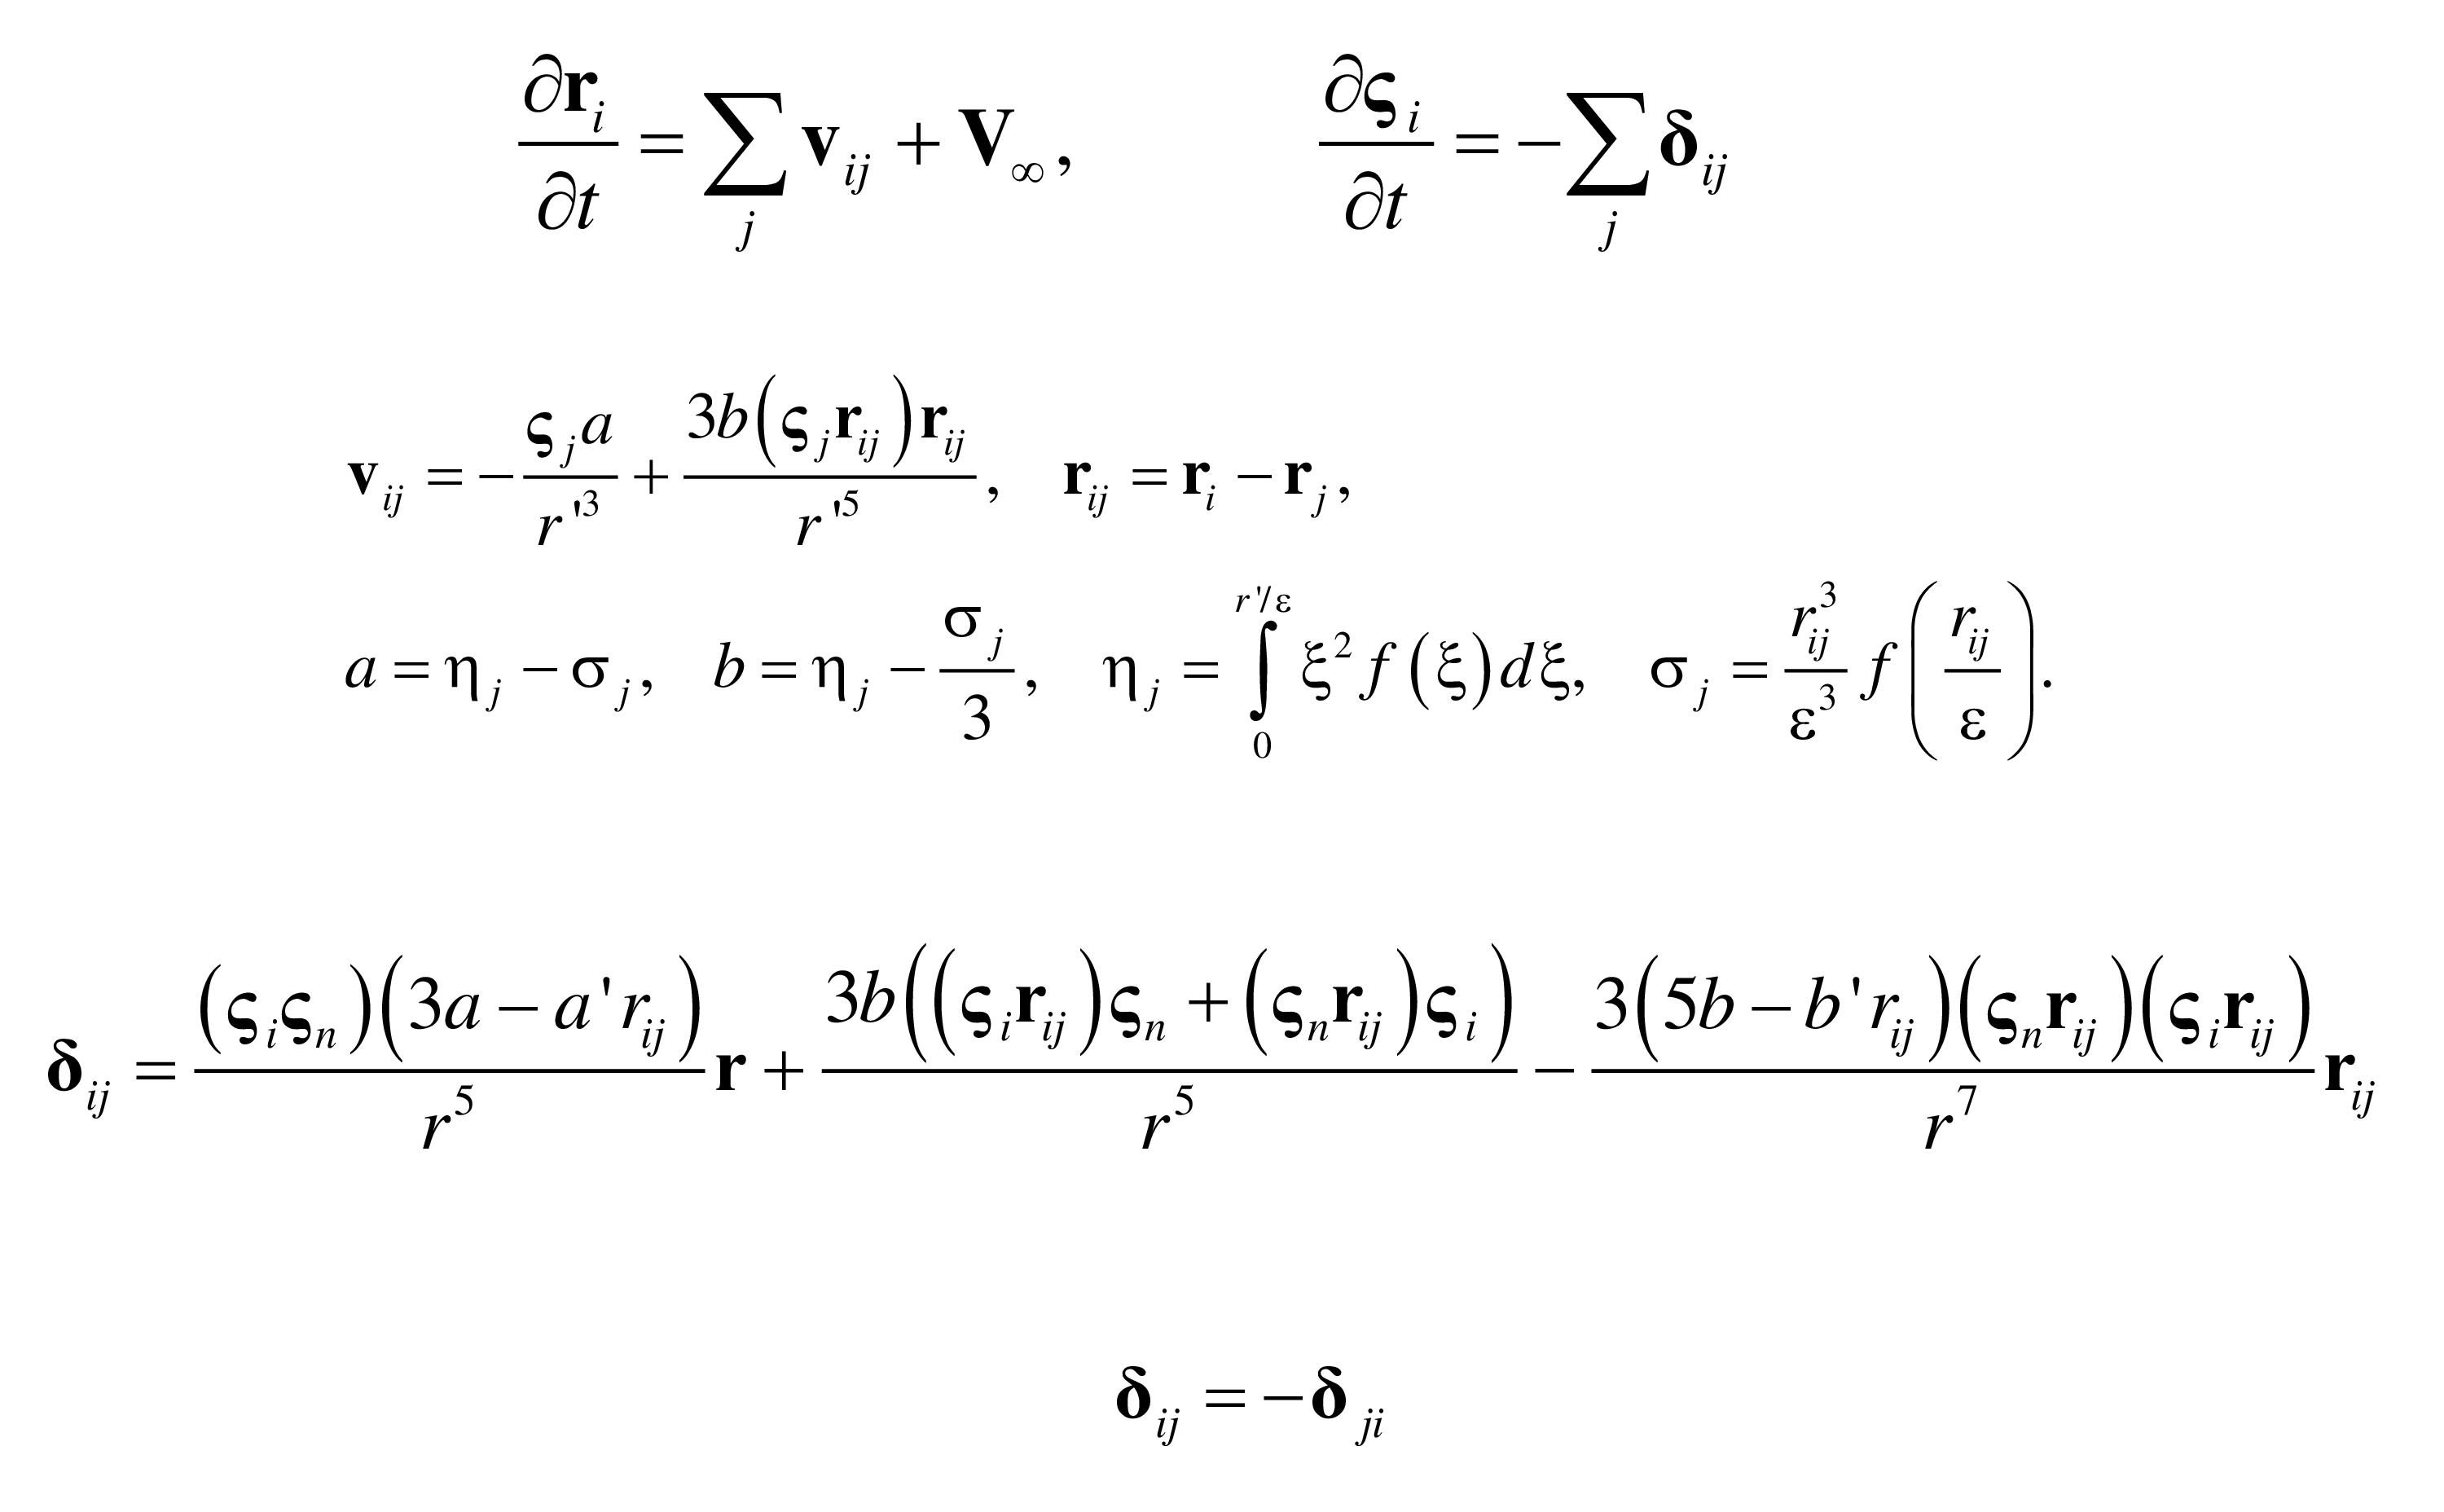 ∂𝐫_i/∂t = ∑_j 𝐯_ij + 𝐕_∞,    ∂𝛓_i/∂t = −∑_j 𝛅_ij
𝐯_ij = −(𝛓_j a)/(r'^3) + (3b(𝛓_j 𝐫_ij)𝐫_ij)/(r'^5),  𝐫_ij = 𝐫_i − 𝐫_j,
a = η_j − σ_j,  b = η_j − σ_j/3,  η_j = ∫_0^{r'/ε} ξ^2 f(ξ)dξ,  σ_j = (r_ij^3/ε^3) f(r_ij/ε).
𝛅_ij = ((𝛓_i 𝛓_n)(3a − a'r_ij))/(r^5) 𝐫 + (3b((𝛓_i 𝐫_ij)𝛓_n + (𝛓_n 𝐫_ij)𝛓_i))/(r^5) − (3(5b − b'r_ij)(𝛓_n 𝐫_ij)(𝛓_i 𝐫_ij))/(r^7) 𝐫_ij
𝛅_ij = −𝛅_ji